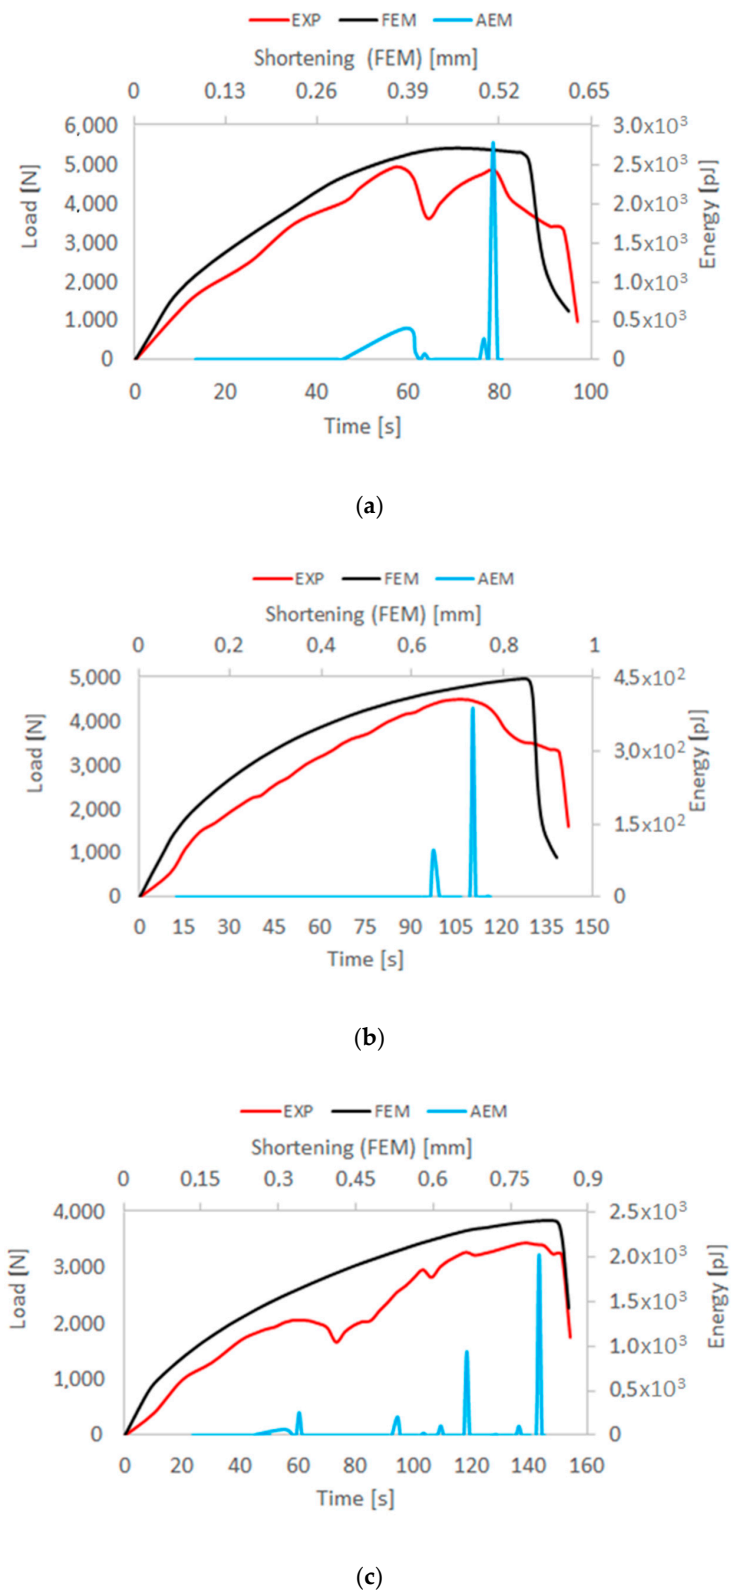 EXP FEM AEM
Shortening (FEM) [mm]
0 0.13 0.26 0.39 0.52 0.65
6,000 3.0x10³
5,000 2.5x10³
4,000 2.0x10³
3,000 1.5x10³
2,000 1.0x10³
1,000 0.5x10³
0 0
Load [N]
Energy [pJ]
0 20 40 60 80 100
Time [s]
(a)
EXP FEM AEM
Shortening (FEM) [mm]
0 0.2 0.4 0.6 0.8 1
5,000 4.5x10²
4,000
3,000 3.0x10²
2,000
1,000 1.5x10²
0 0
Load [N]
Energy [pJ]
0 15 30 45 60 75 90 105 120 135 150
Time [s]
(b)
EXP FEM AEM
Shortening (FEM) [mm]
0 0.15 0.3 0.45 0.6 0.75 0.9
4,000 2.5x10³
3,000 2.0x10³
1.5x10³
2,000 1.0x10³
1,000 0.5x10³
0 0
Load [N]
Energy [pJ]
0 20 40 60 80 100 120 140 160
Time [s]
(c)